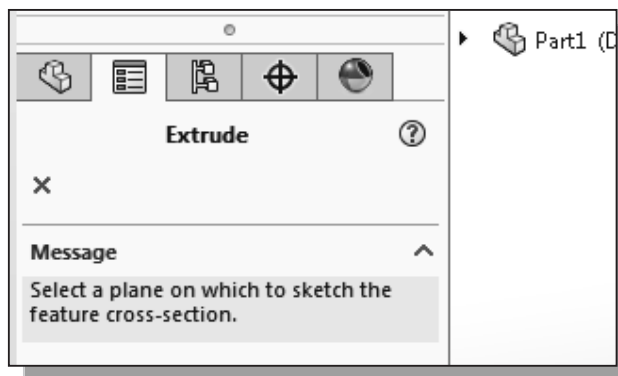 Part1 (D
Extrude
Message
Select a plane on which to sketch the
feature cross-section.